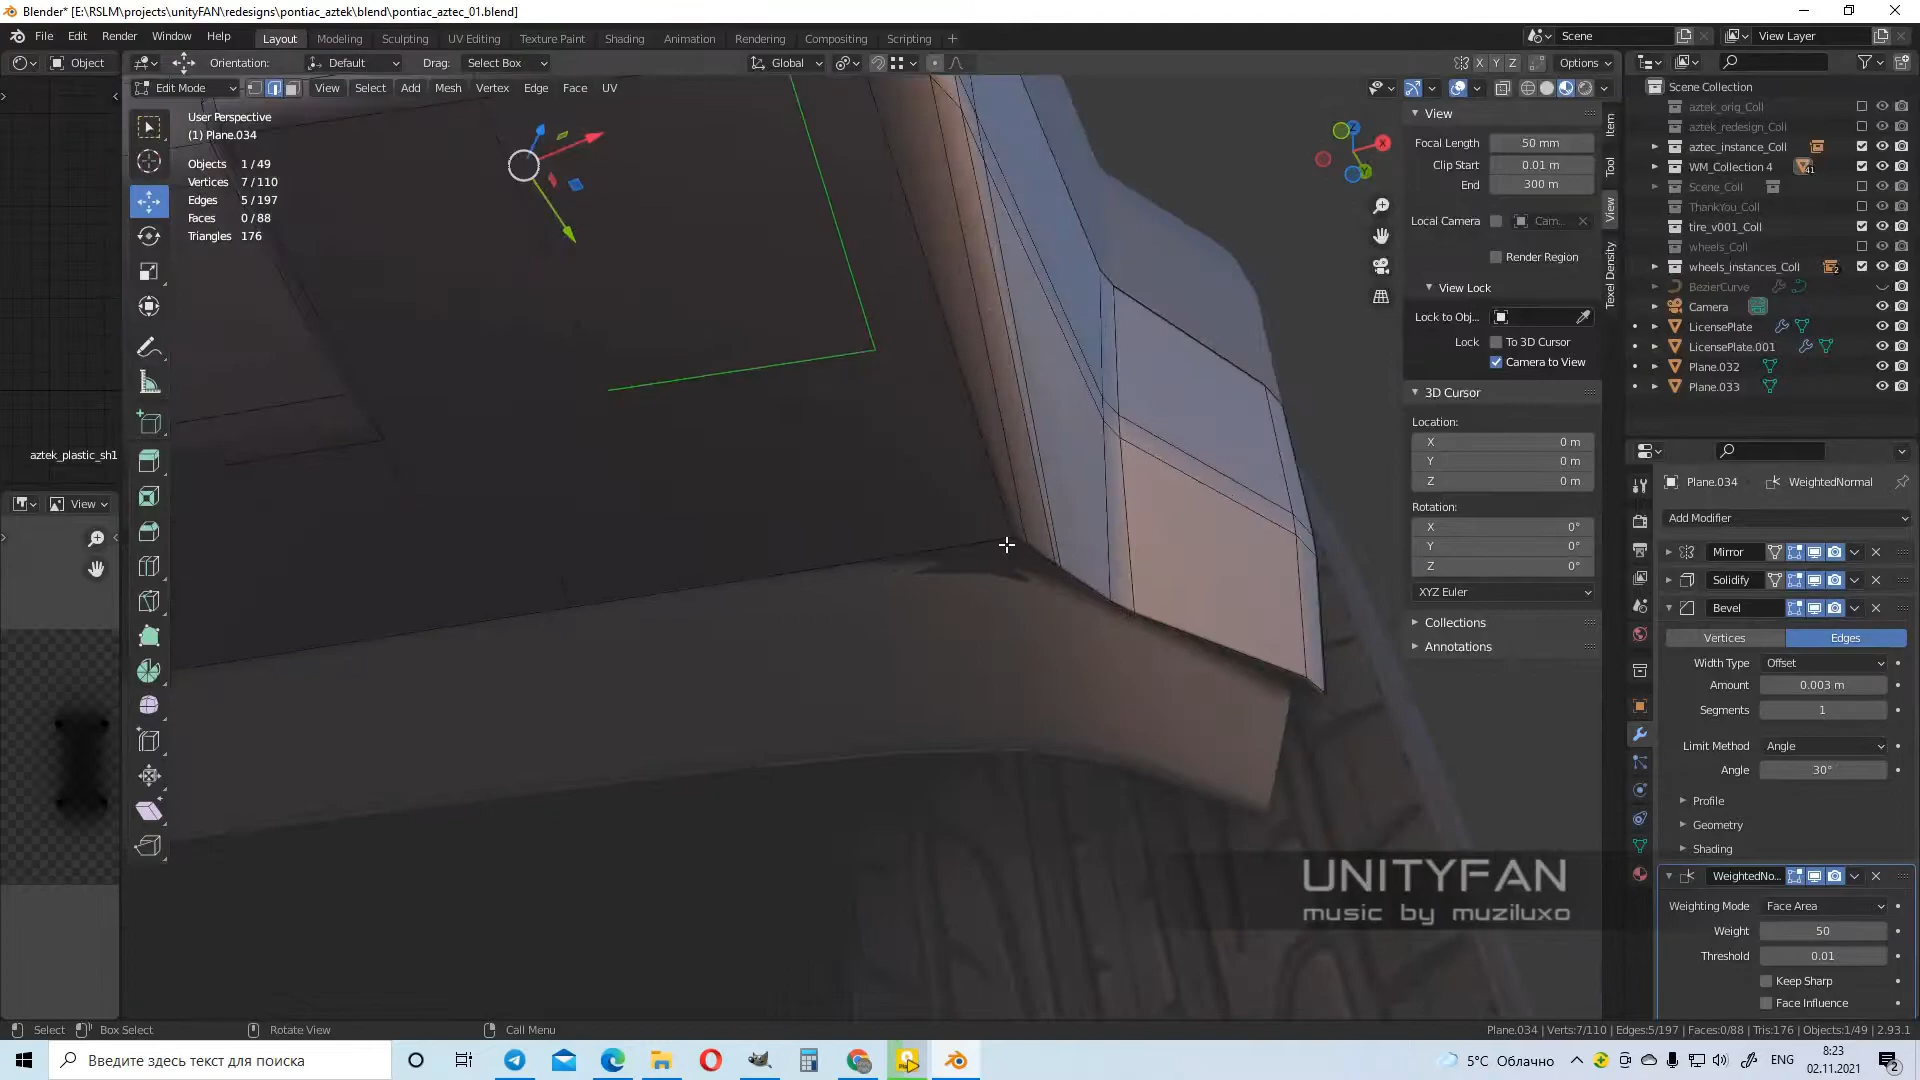 Blender* [E:\RSLM\projects\unityFAN\redesigns\pontiac_aztek\blend\pontiac_aztec_01.blend]
File Edit Render Window Help
Layout Modeling Sculpting UV Editing Texture Paint Shading Animation Rendering Compositing Scripting +
Scene
View Layer
Object
Orientation: Default
Drag: Select Box
Global
X Y Z
Options
Edit Mode
View Select Add Mesh Vertex Edge Face UV
User Perspective
(1) Plane.034
Objects 1 / 49
Vertices 7 / 110
Edges 5 / 197
Faces 0 / 88
Triangles 176
aztek_plastic_sh1
View
X
View
Focal Length 50 mm
Clip Start 0.01 m
End 300 m
Local Camera Cam...
Render Region
View Lock
Lock to Obj...
Lock To 3D Cursor
Camera to View
3D Cursor
Location:
X 0 m
Y 0 m
Z 0 m
Rotation:
X 0°
Y 0°
Z 0°
XYZ Euler
Collections
Annotations
Item
Tool
View
Texel Density
Scene Collection
aztek_orig_Coll
aztek_redesign_Coll
aztec_instance_Coll
WM_Collection 4 41
Scene_Coll
ThankYou_Coll
tire_v001_Coll
wheels_Coll
wheels_instances_Coll 2
BezierCurve
Camera
LicensePlate
LicensePlate.001
Plane.032
Plane.033
Plane.034 WeightedNormal
Add Modifier
Mirror
Solidify
Bevel
Vertices Edges
Width Type Offset
Amount 0.003 m
Segments 1
Limit Method Angle
Angle 30°
Profile
Geometry
Shading
WeightedNo...
Weighting Mode Face Area
Weight 50
Threshold 0.01
Keep Sharp
Face Influence
UNITYFAN
music by muziluxo
Select Box Select Rotate View Call Menu
Plane.034 | Verts:7/110 | Edges:5/197 | Faces:0/88 | Tris:176 | Objects:1/49 | 2.93.1
Введите здесь текст для поиска
5°C Облачно
ENG
8:23
02.11.2021
2